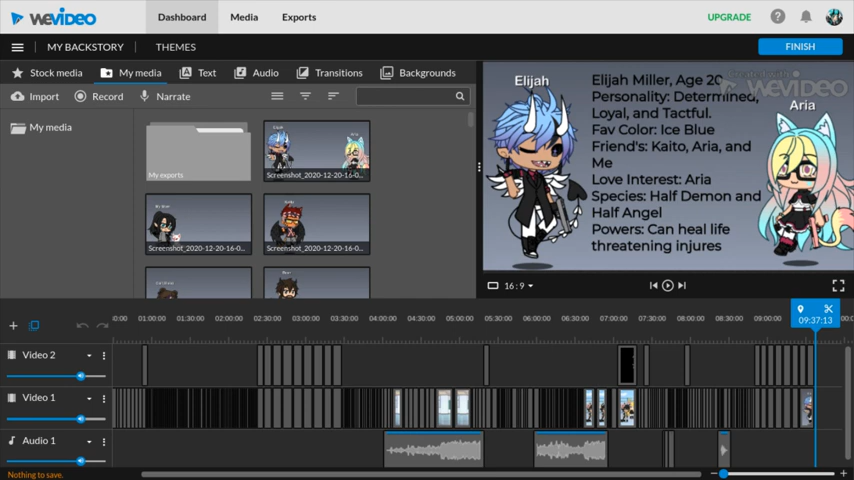 WeVIDEO
Dashboard
Media
Exports
UPGRADE
MY BACKSTORY
THEMES
FINISH
Stock media
My media
Text
Audio
Transitions
Backgrounds
Import
Record
Narrate
My media
My exports
Screenshot_2020-12-20-16-0...
Screenshot_2020-12-20-16-0...
Screenshot_2020-12-20-16-0...
Elijah
Elijah Miller, Age 20
Personality: Determined,
Loyal, and Tactful.
Fav Color: Ice Blue
Friend's: Kaito, Aria, and
Me
Love Interest: Aria
Species: Half Demon and
Half Angel
Powers: Can heal life
threatening injures
Created with
WEVIDEO
Aria
16:9
01:00:00 01:30:00 02:00:00 02:30:00 03:00:00 03:30:00 04:00:00 04:30:00 05:00:00 05:30:00 06:00:00 06:30:00 07:00:00 07:30:00 08:00:00 08:30:00 09:00:00
09:37:13
Video 2
Video 1
Audio 1
Nothing to save.